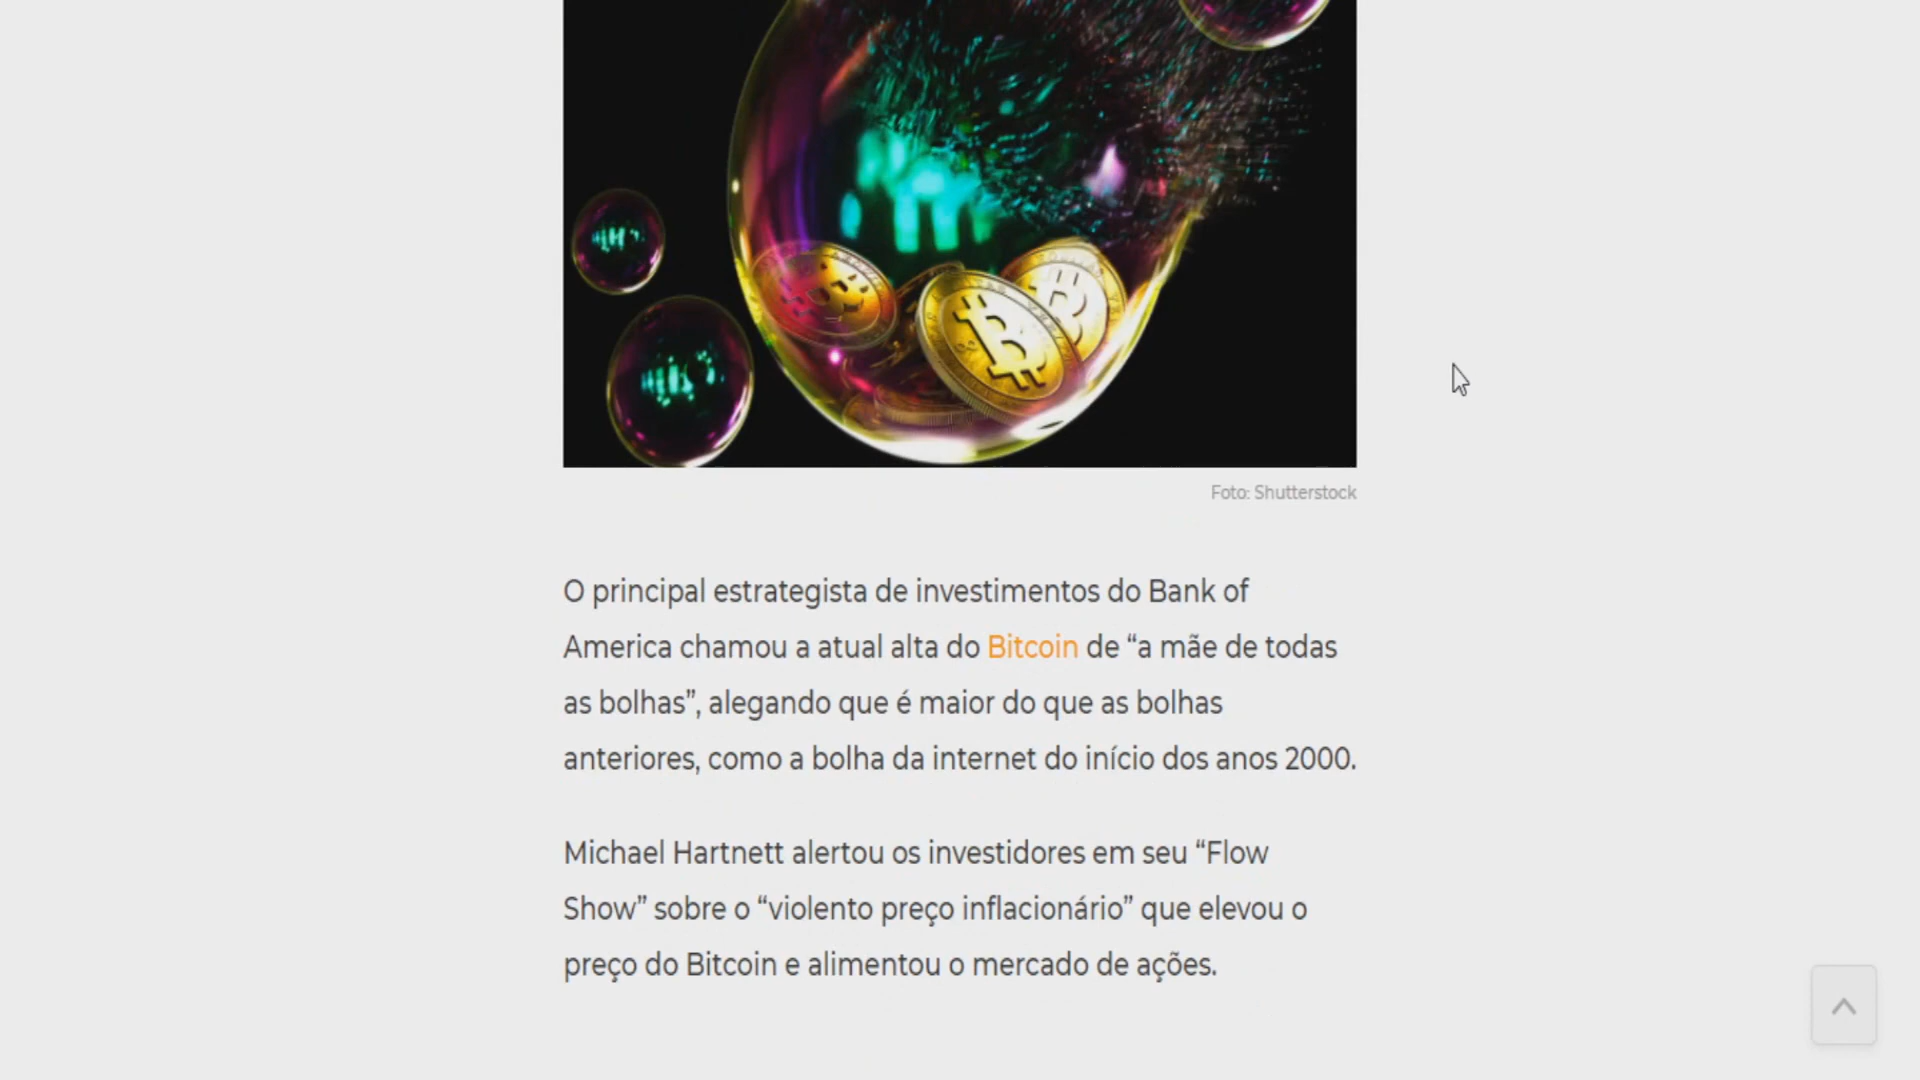 Foto: Shutterstock
O principal estrategista de investimentos do Bank of
America chamou a atual alta do Bitcoin de “a mãe de todas
as bolhas”, alegando que é maior do que as bolhas
anteriores, como a bolha da internet do início dos anos 2000.
Michael Hartnett alertou os investidores em seu “Flow
Show” sobre o “violento preço inflacionário” que elevou o
preço do Bitcoin e alimentou o mercado de ações.